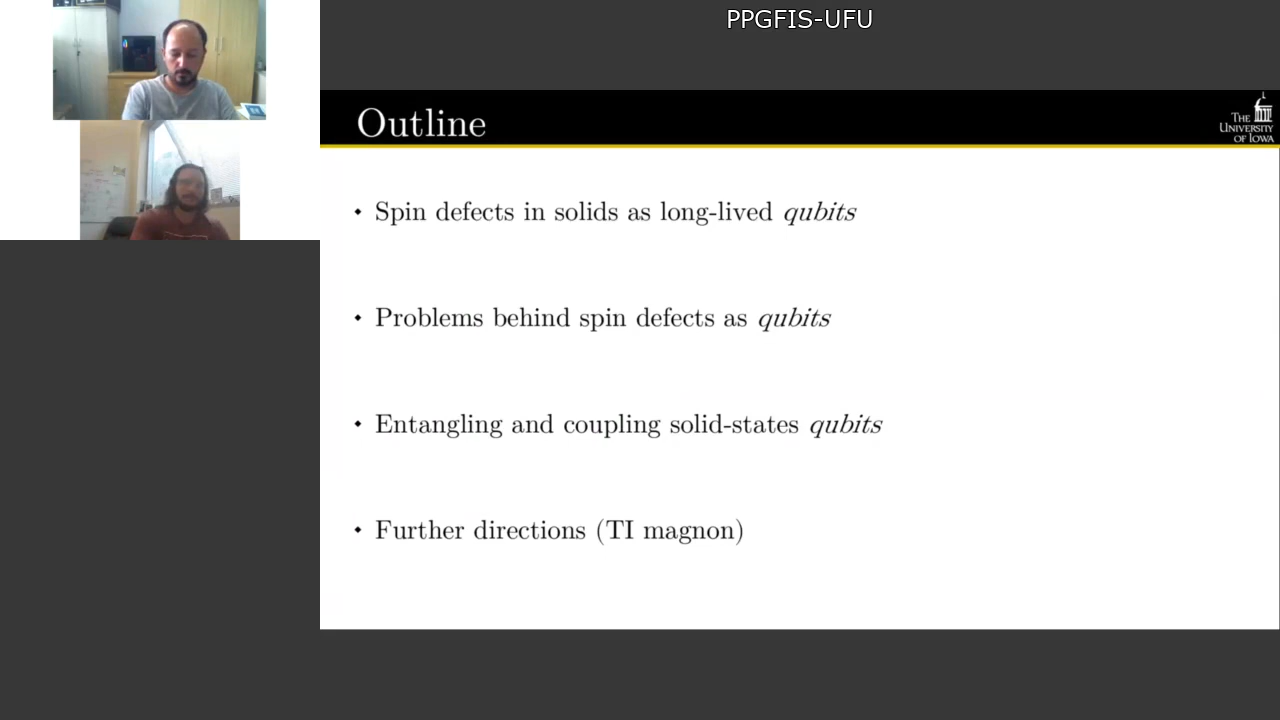 PPGFIS-UFU
Outline
THE
UNIVERSITY
OF IOWA
• Spin defects in solids as long-lived qubits
• Problems behind spin defects as qubits
• Entangling and coupling solid-states qubits
• Further directions (TI magnon)